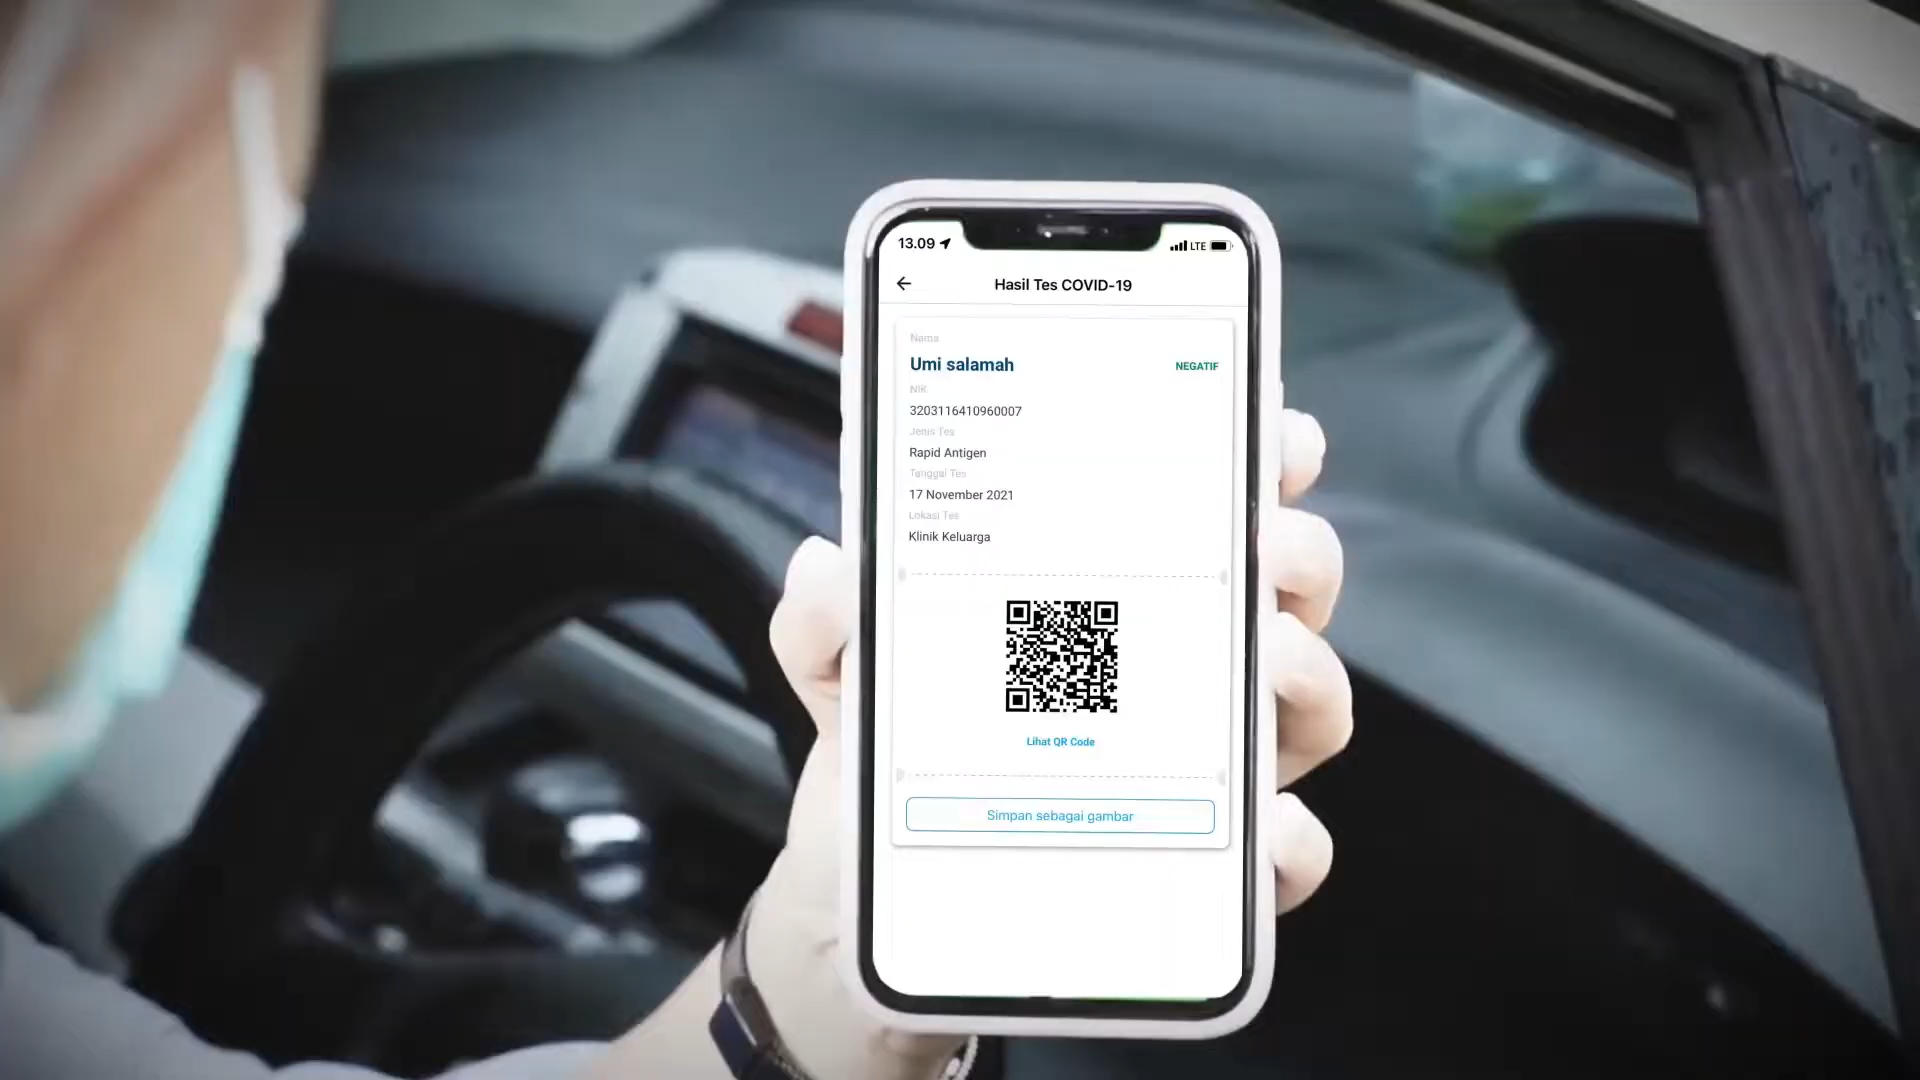 13.09
LTE
Hasil Tes COVID-19
Nama
Umi salamah
NEGATIF
NIK
3203116410960007
Jenis Tes
Rapid Antigen
Tanggal Tes
17 November 2021
Lokasi Tes
Klinik Keluarga
Lihat QR Code
Simpan sebagai gambar